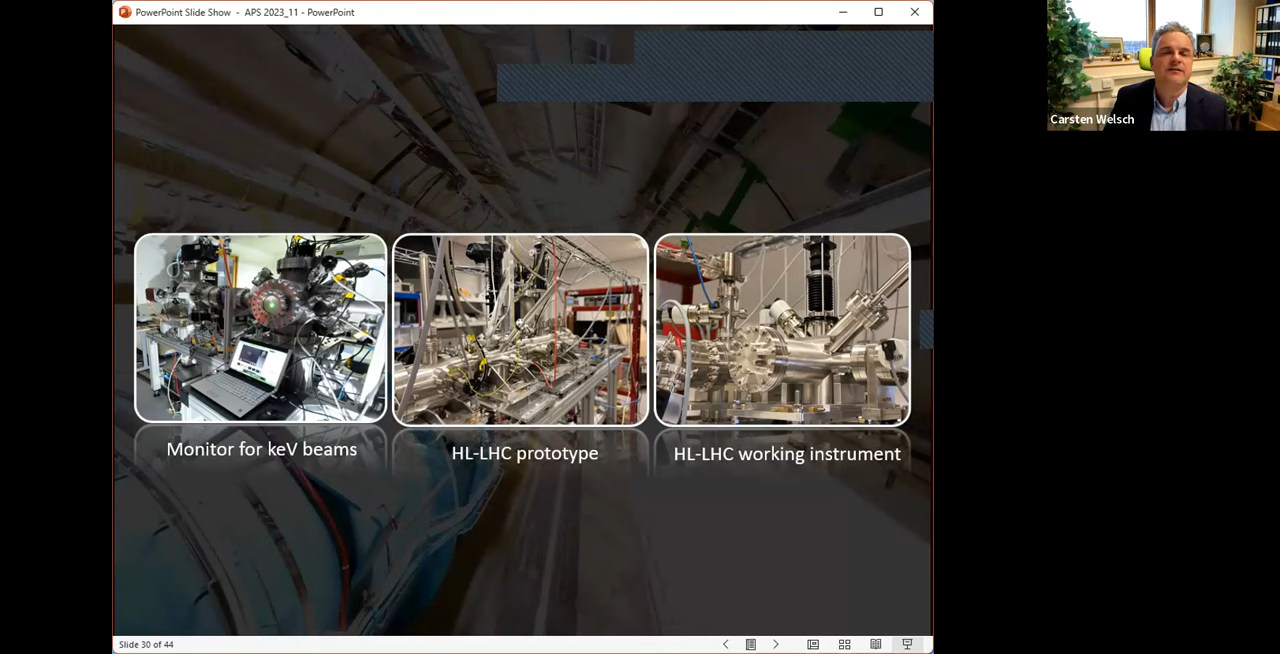 PowerPoint Slide Show - APS 2023_11 - PowerPoint
Carsten Welsch
Monitor for keV beams
HL-LHC prototype
HL-LHC working instrument
Slide 30 of 44